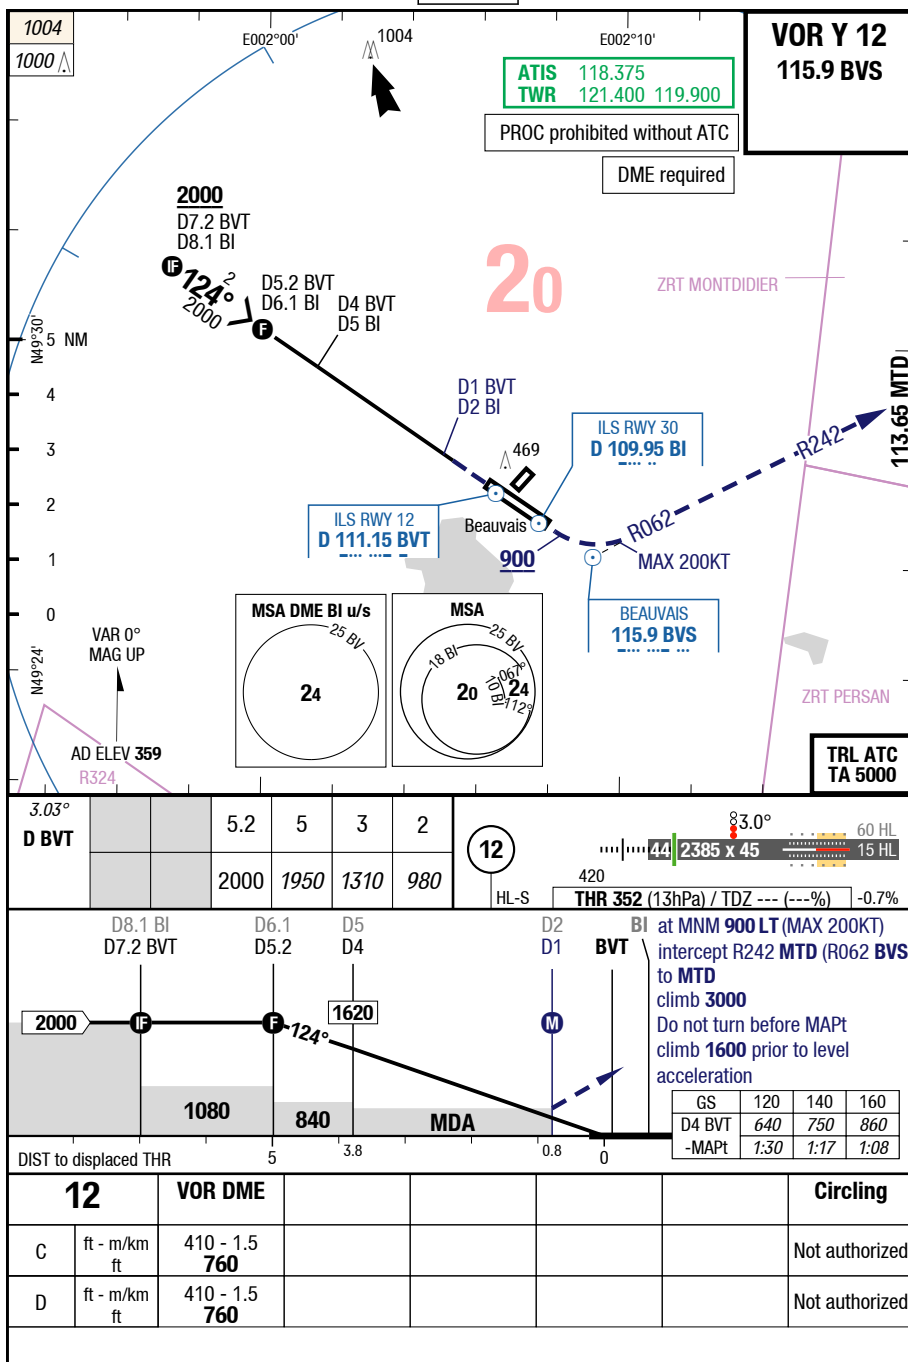 1004
1000
E002°00'
1004
E002°10'
VOR Y 12
115.9 BVS
ATIS 118.375
TWR 121.400 119.900
PROC prohibited without ATC
DME required
2000
D7.2 BVT
D8.1 BI
IF
124°
2
2000
D5.2 BVT
D6.1 BI
F
D4 BVT
D5 BI
20
ZRT MONTDIDIER
N49°30'
5 NM
4
3
2
1
0
N49°24'
D1 BVT
D2 BI
469
ILS RWY 30
D 109.95 BI
113.65 MTD
R242
R062
ILS RWY 12
D 111.15 BVT
Beauvais
900
MAX 200KT
BEAUVAIS
115.9 BVS
VAR 0°
MAG UP
AD ELEV 359
R324
MSA DME BI u/s
25 BV
24
MSA
25 BV
18 BI
10 BI
067°
112°
20
24
ZRT PERSAN
TRL ATC
TA 5000
3.03°
D BVT
5.2 5 3 2
2000 1950 1310 980
12
HL-S
3.0°
60 HL
15 HL
44 2385 x 45
420
THR 352 (13hPa) / TDZ --- (---%) -0.7%
D8.1 BI D6.1 D5 D2 BI
D7.2 BVT D5.2 D4 D1 BVT
2000
IF
F
124°
1620
M
1080
840
MDA
DIST to displaced THR
5 3.8 0.8 0
at MNM 900 LT (MAX 200KT)
intercept R242 MTD (R062 BVS
to MTD
climb 3000
Do not turn before MAPt
climb 1600 prior to level
acceleration
GS 120 140 160
D4 BVT 640 750 860
-MAPt 1:30 1:17 1:08
12 VOR DME Circling
C ft - m/km 410 - 1.5 Not authorized
ft 760
D ft - m/km 410 - 1.5 Not authorized
ft 760